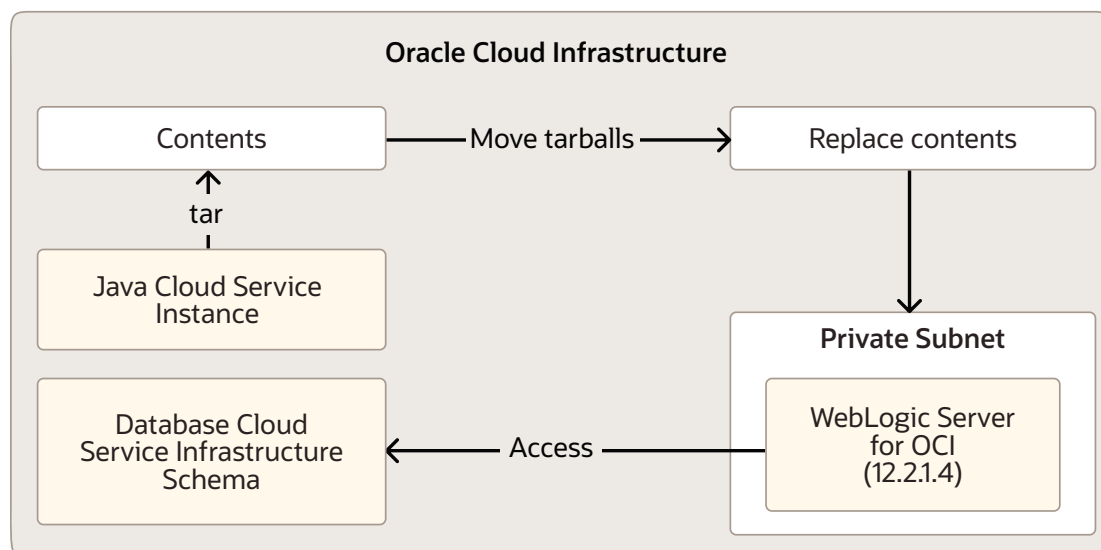 Oracle Cloud Infrastructure
Contents
Move tarballs
Replace contents
tar
Java Cloud Service
Instance
Private Subnet
Database Cloud
Service Infrastructure
Schema
Access
WebLogic Server
for OCI
(12.2.1.4)